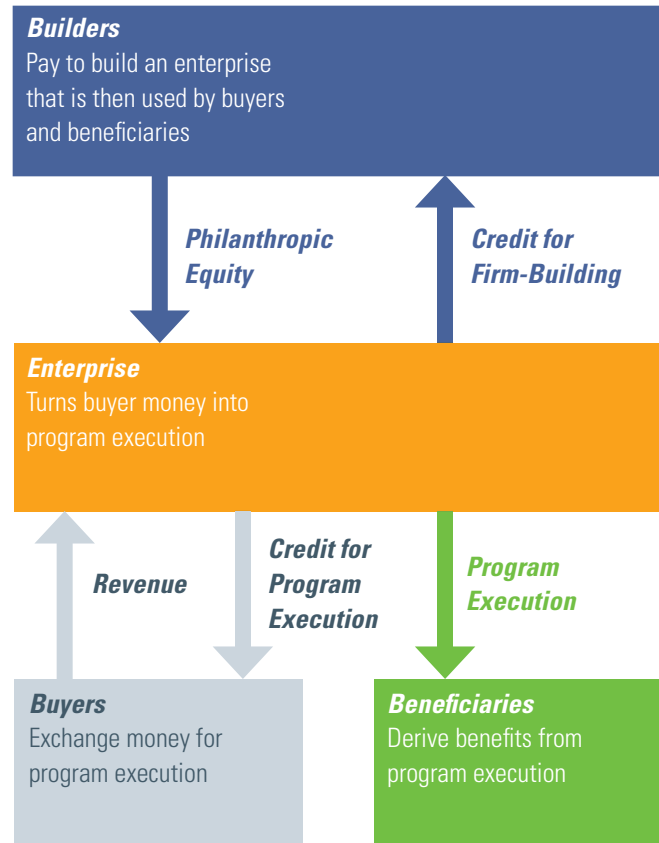 Builders
Pay to build an enterprise
that is then used by buyers
and beneficiaries
Philanthropic
Equity
Credit for
Firm-Building
Enterprise
Turns buyer money into
program execution
Revenue
Credit for
Program
Execution
Program
Execution
Buyers
Exchange money for
program execution
Beneficiaries
Derive benefits from
program execution